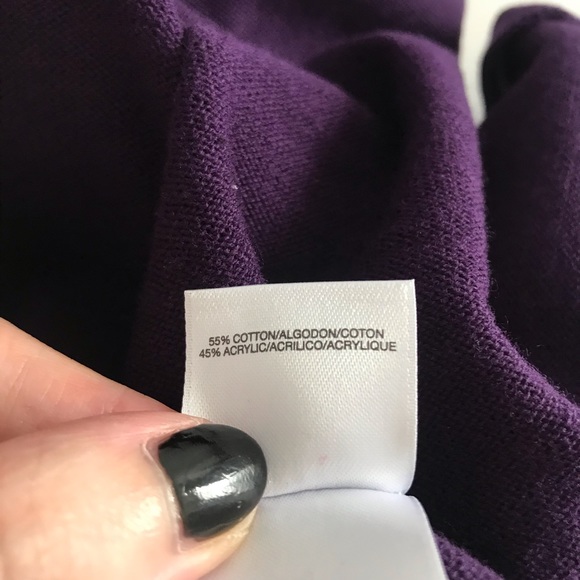 55% COTTON/ALGODON/COTON
45% ACRYLIC/ACRILICO/ACRYLIQUE